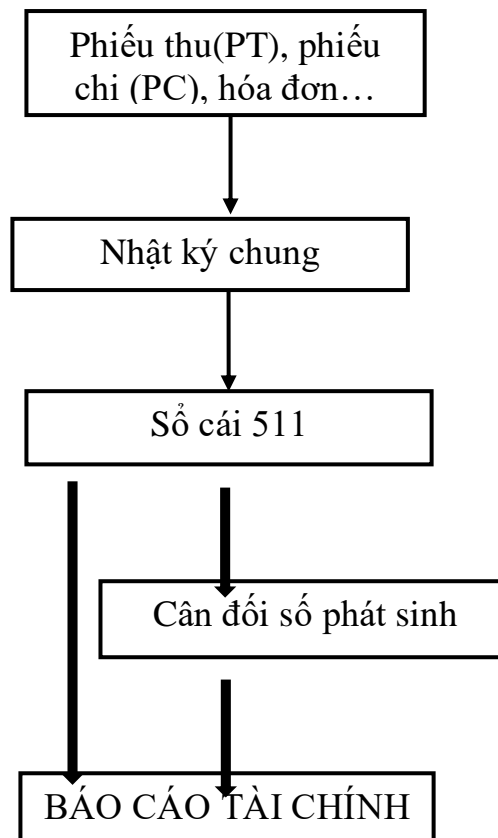 Phiếu thu(PT), phiếu
chi (PC), hóa đơn…
Nhật ký chung
Sổ cái 511
Cân đối số phát sinh
BÁO CÁO TÀI CHÍNH